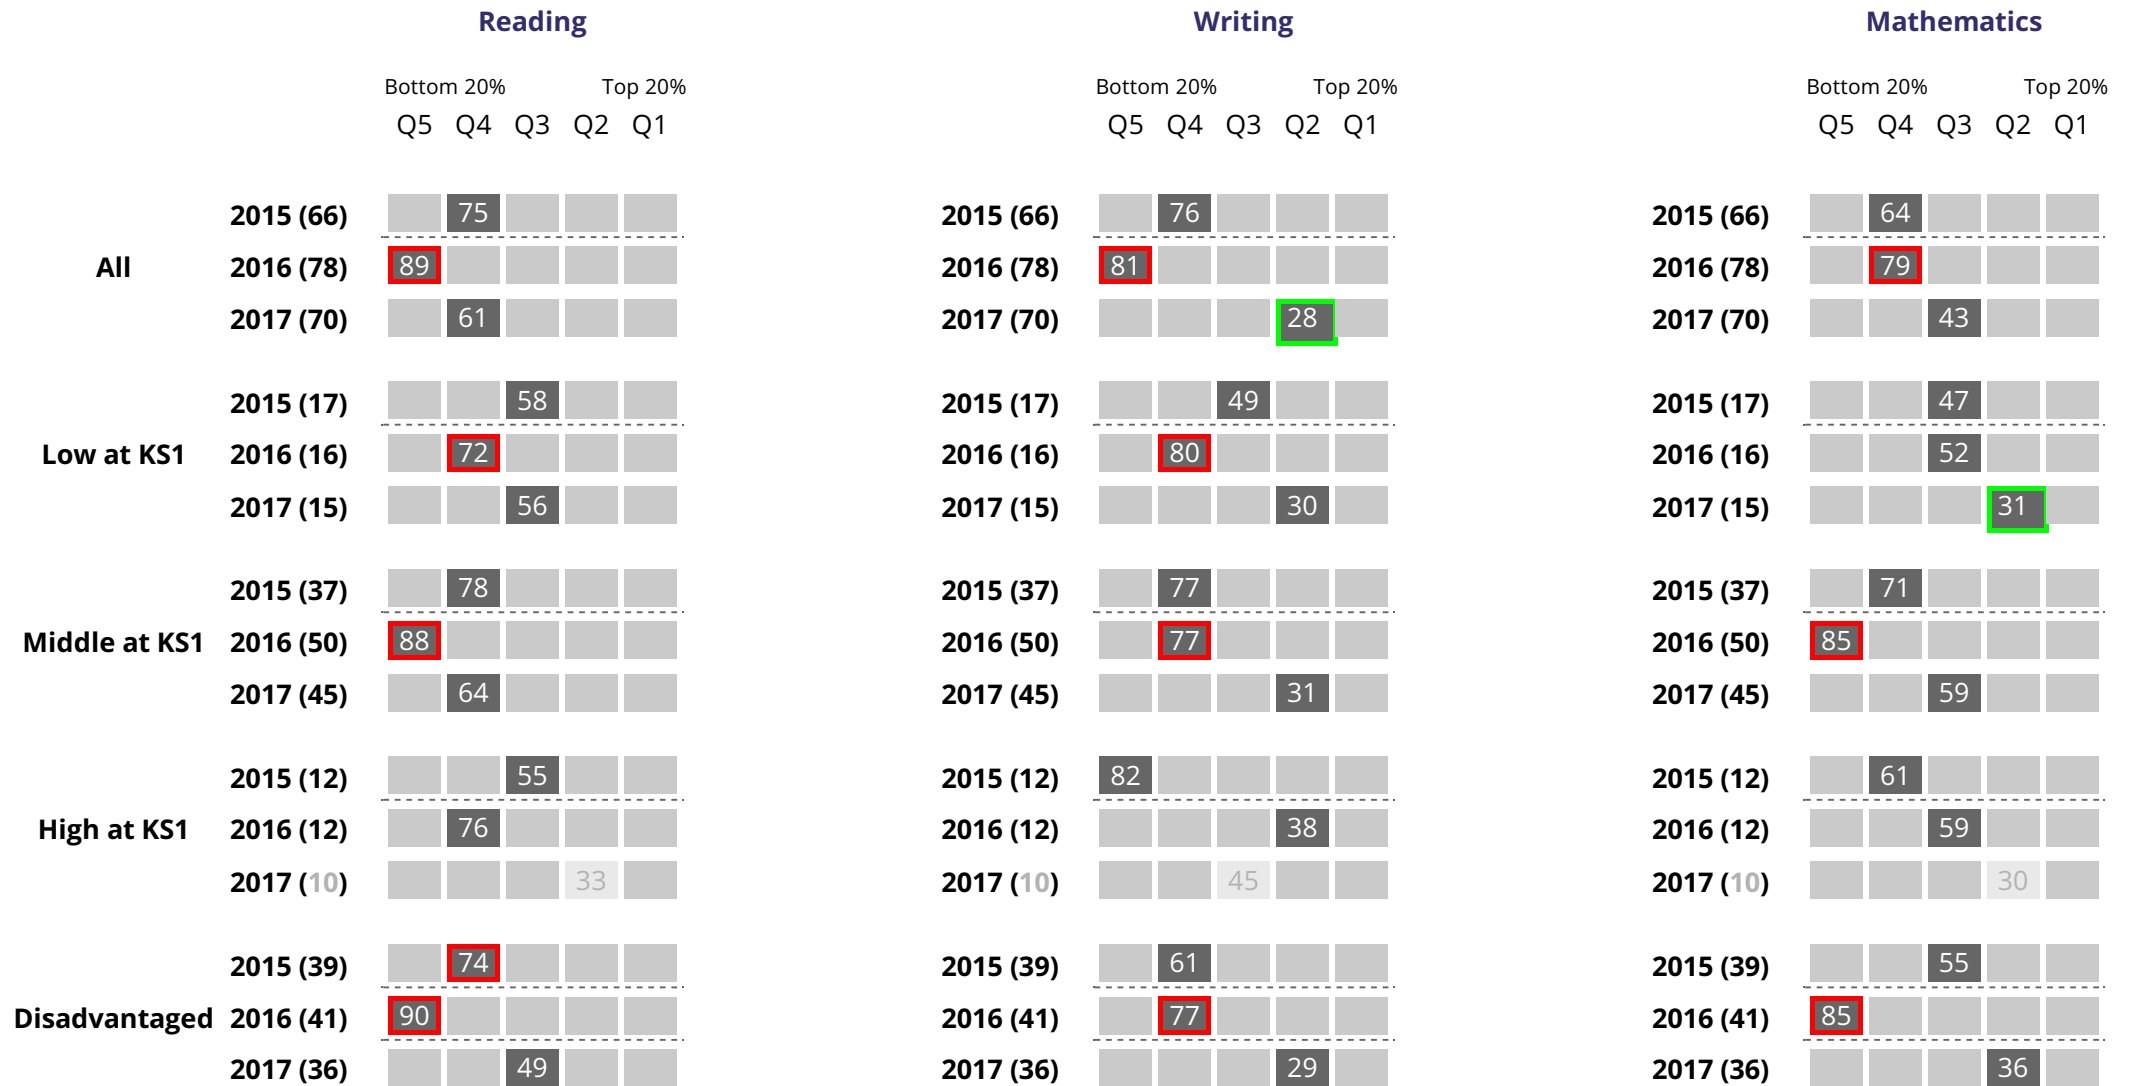 Reading Writing Mathematics
Bottom 20% Top 20% Bottom 20% Top 20% Bottom 20% Top 20%
Q5 Q4 Q3 Q2 Q1 Q5 Q4 Q3 Q2 Q1 Q5 Q4 Q3 Q2 Q1
2015 (66) 75 2015 (66) 76 2015 (66) 64
All 2016 (78) 89 2016 (78) 81 2016 (78) 79
2017 (70) 61 2017 (70) 28 2017 (70) 43
2015 (17) 58 2015 (17) 49 2015 (17) 47
Low at KS1 2016 (16) 72 2016 (16) 80 2016 (16) 52
2017 (15) 56 2017 (15) 30 2017 (15) 31
2015 (37) 78 2015 (37) 77 2015 (37) 71
Middle at KS1 2016 (50) 88 2016 (50) 77 2016 (50) 85
2017 (45) 64 2017 (45) 31 2017 (45) 59
2015 (12) 55 2015 (12) 82 2015 (12) 61
High at KS1 2016 (12) 76 2016 (12) 38 2016 (12) 59
2017 (10) 33 2017 (10) 45 2017 (10) 30
2015 (39) 74 2015 (39) 61 2015 (39) 55
Disadvantaged 2016 (41) 90 2016 (41) 77 2016 (41) 85
2017 (36) 49 2017 (36) 29 2017 (36) 36